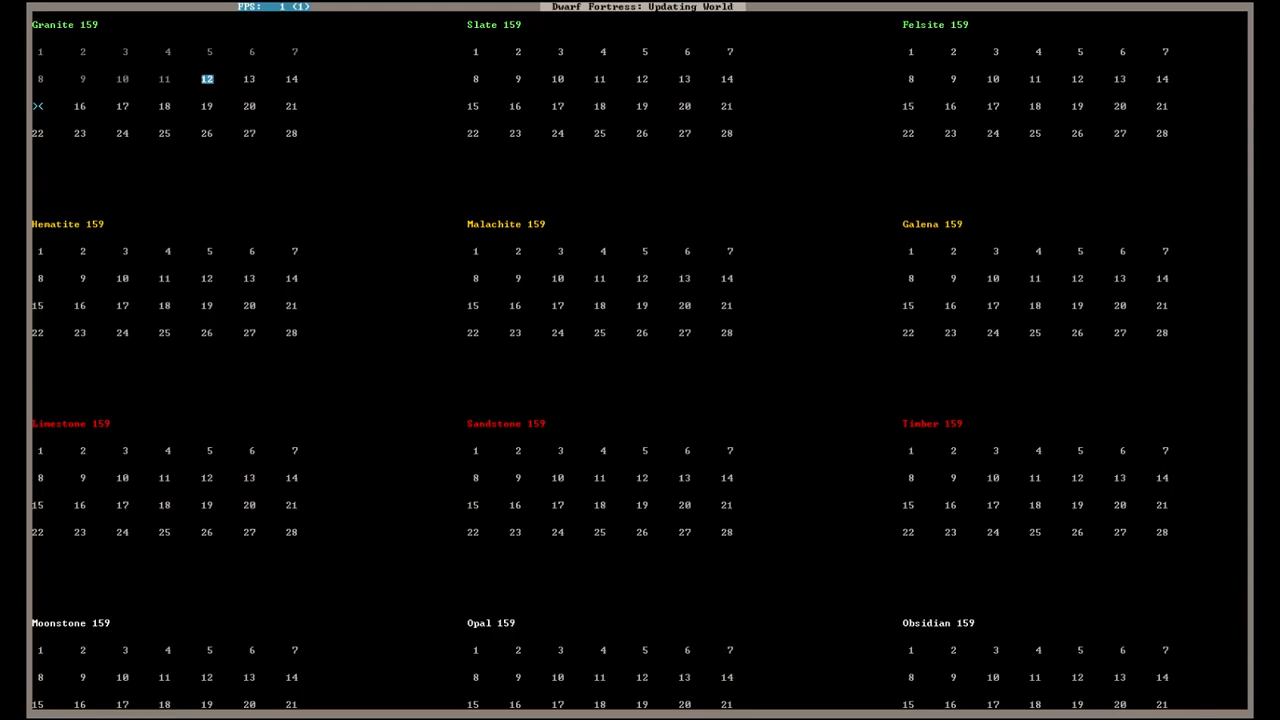 FPS: 1 (1) Dwarf Fortress: Updating World
Granite 159 Slate 159 Felsite 159
1 2 3 4 5 6 7 1 2 3 4 5 6 7 1 2 3 4 5 6 7
8 9 10 11 12 13 14 8 9 10 11 12 13 14 8 9 10 11 12 13 14
>< 16 17 18 19 20 21 15 16 17 18 19 20 21 15 16 17 18 19 20 21
22 23 24 25 26 27 28 22 23 24 25 26 27 28 22 23 24 25 26 27 28
Hematite 159 Malachite 159 Galena 159
1 2 3 4 5 6 7 1 2 3 4 5 6 7 1 2 3 4 5 6 7
8 9 10 11 12 13 14 8 9 10 11 12 13 14 8 9 10 11 12 13 14
15 16 17 18 19 20 21 15 16 17 18 19 20 21 15 16 17 18 19 20 21
22 23 24 25 26 27 28 22 23 24 25 26 27 28 22 23 24 25 26 27 28
Limestone 159 Sandstone 159 Timber 159
1 2 3 4 5 6 7 1 2 3 4 5 6 7 1 2 3 4 5 6 7
8 9 10 11 12 13 14 8 9 10 11 12 13 14 8 9 10 11 12 13 14
15 16 17 18 19 20 21 15 16 17 18 19 20 21 15 16 17 18 19 20 21
22 23 24 25 26 27 28 22 23 24 25 26 27 28 22 23 24 25 26 27 28
Moonstone 159 Opal 159 Obsidian 159
1 2 3 4 5 6 7 1 2 3 4 5 6 7 1 2 3 4 5 6 7
8 9 10 11 12 13 14 8 9 10 11 12 13 14 8 9 10 11 12 13 14
15 16 17 18 19 20 21 15 16 17 18 19 20 21 15 16 17 18 19 20 21